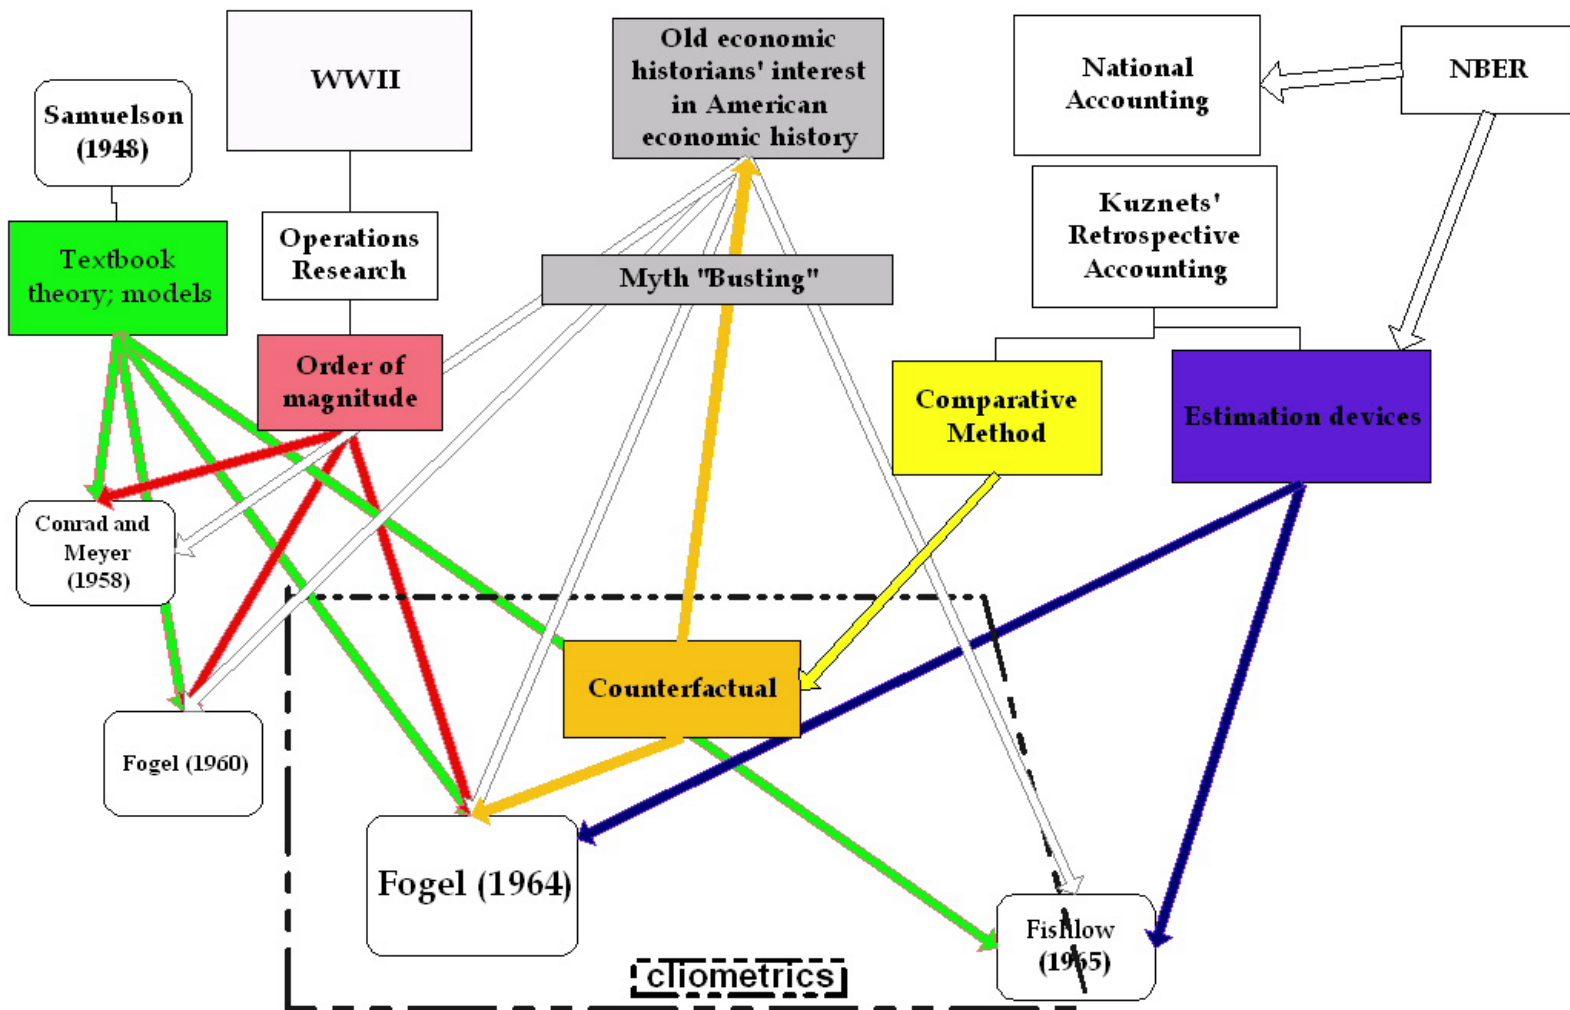 Samuelson
(1948)
WWII
Old economic
historians' interest
in American
economic history
National
Accounting
NBER
Textbook
theory; models
Operations
Research
Myth "Busting"
Kuznets'
Retrospective
Accounting
Order of
magnitude
Comparative
Method
Estimation devices
Conrad and
Meyer
(1958)
Counterfactual
Fogel (1960)
Fogel (1964)
Fishlow
(1965)
cliometrics